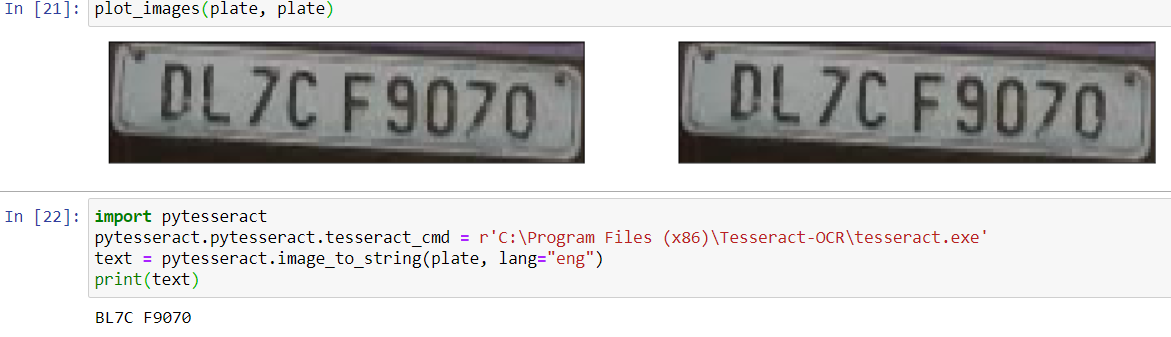 In [21]: plot_images(plate, plate)
DL7C F9070 DL7C F9070
In [22]: import pytesseract
pytesseract.pytesseract.tesseract_cmd = r'C:\Program Files (x86)\Tesseract-OCR\tesseract.exe'
text = pytesseract.image_to_string(plate, lang="eng")
print(text)
BL7C F9070